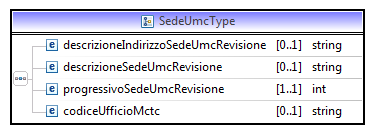 SedeUmcType
e descrizioneIndirizzoSedeUmcRevisione [0..1] string
e descrizioneSedeUmcRevisione [0..1] string
e progressivoSedeUmcRevisione [1..1] int
e codiceUfficioMctc [0..1] string